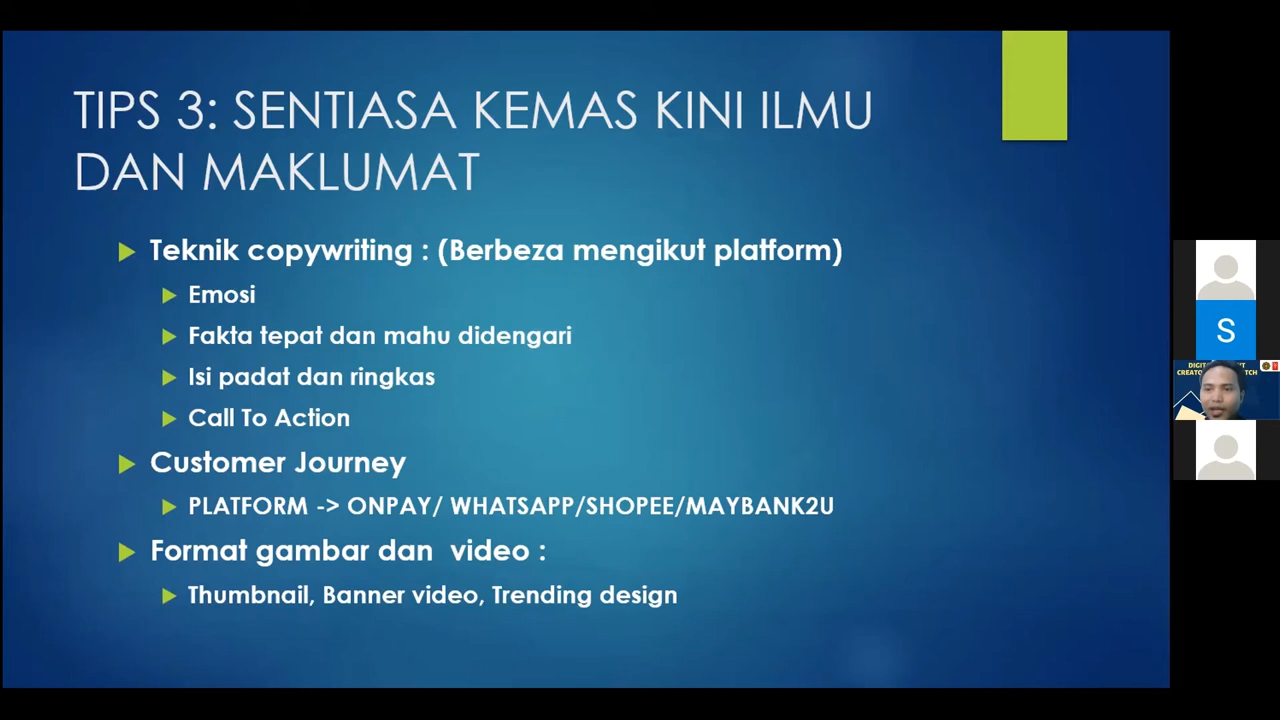 TIPS 3: SENTIASA KEMAS KINI ILMU
DAN MAKLUMAT
Teknik copywriting : (Berbeza mengikut platform)
Emosi
Fakta tepat dan mahu didengari
Isi padat dan ringkas
Call To Action
Customer Journey
PLATFORM -> ONPAY/ WHATSAPP/SHOPEE/MAYBANK2U
Format gambar dan video :
Thumbnail, Banner video, Trending design
S